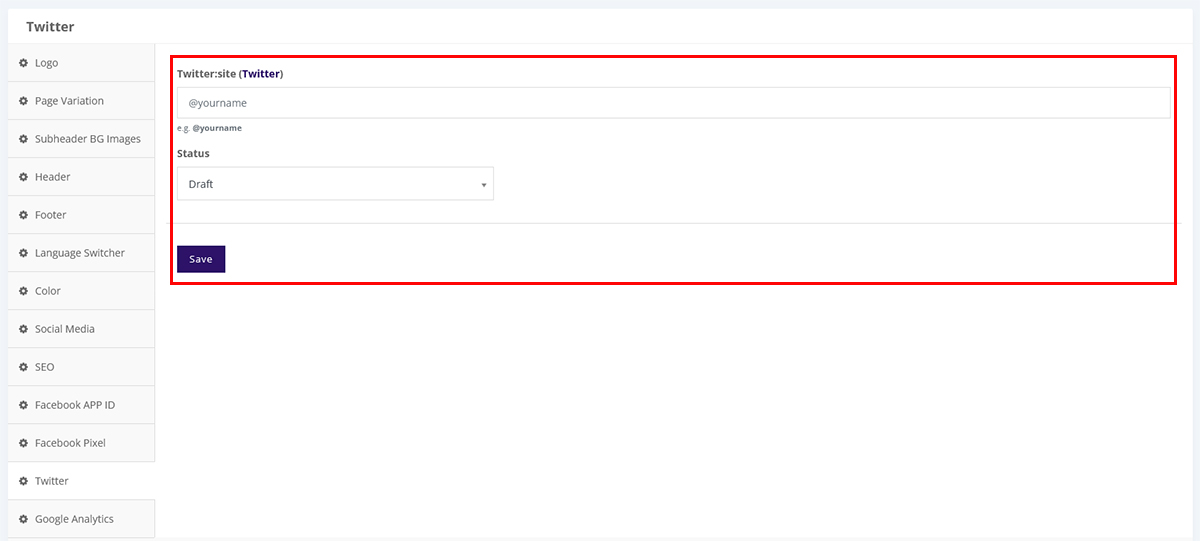 Twitter
Logo
Page Variation
Subheader BG Images
Header
Footer
Language Switcher
Color
Social Media
SEO
Facebook APP ID
Facebook Pixel
Twitter
Google Analytics
Twitter:site (Twitter)
@yourname
e.g. @yourname
Status
Draft
Save